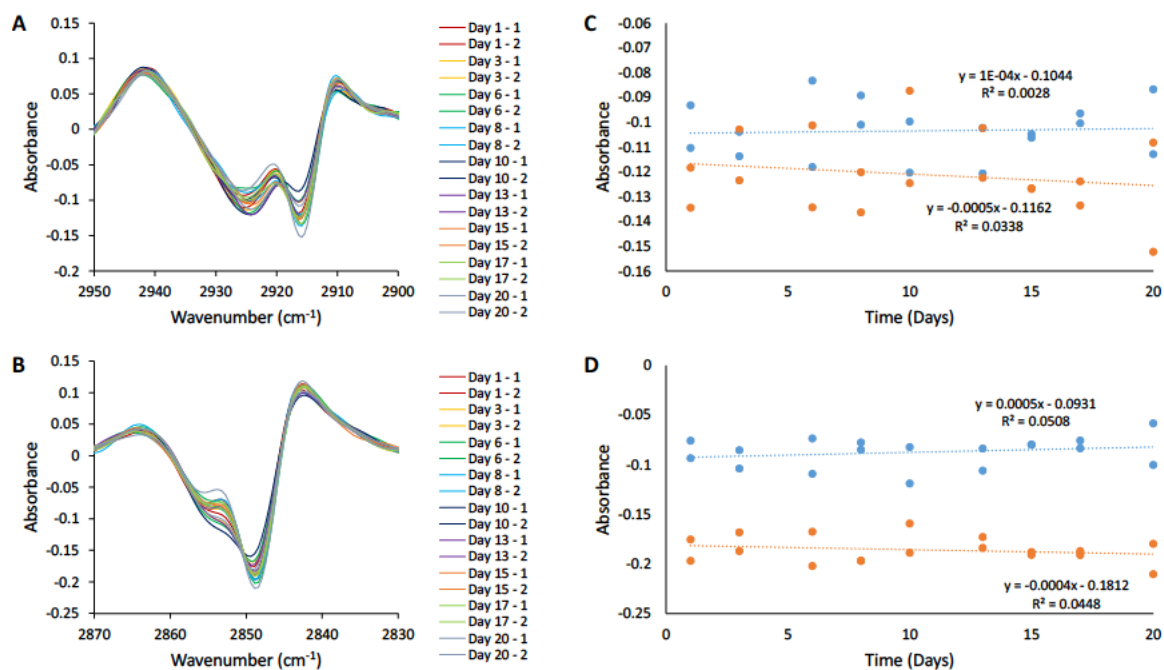 A
Absorbance
0.15
0.1
0.05
0
-0.05
-0.1
-0.15
-0.2
2950 2940 2930 2920 2910 2900
Wavenumber (cm⁻¹)
Day 1 - 1
Day 1 - 2
Day 3 - 1
Day 3 - 2
Day 6 - 1
Day 6 - 2
Day 8 - 1
Day 8 - 2
Day 10 - 1
Day 10 - 2
Day 13 - 1
Day 13 - 2
Day 15 - 1
Day 15 - 2
Day 17 - 1
Day 17 - 2
Day 20 - 1
Day 20 - 2
C
Absorbance
-0.06
-0.07
-0.08
-0.09
-0.1
-0.11
-0.12
-0.13
-0.14
-0.15
-0.16
y = 1E-04x - 0.1044
R² = 0.0028
y = -0.0005x - 0.1162
R² = 0.0338
0 5 10 15 20
Time (Days)
B
Absorbance
0.15
0.1
0.05
0
-0.05
-0.1
-0.15
-0.2
-0.25
2870 2860 2850 2840 2830
Wavenumber (cm⁻¹)
Day 1 - 1
Day 1 - 2
Day 3 - 1
Day 3 - 2
Day 6 - 1
Day 6 - 2
Day 8 - 1
Day 8 - 2
Day 10 - 1
Day 10 - 2
Day 13 - 1
Day 13 - 2
Day 15 - 1
Day 15 - 2
Day 17 - 1
Day 17 - 2
Day 20 - 1
Day 20 - 2
D
Absorbance
0
-0.05
-0.1
-0.15
-0.2
-0.25
y = 0.0005x - 0.0931
R² = 0.0508
y = -0.0004x - 0.1812
R² = 0.0448
0 5 10 15 20
Time (Days)